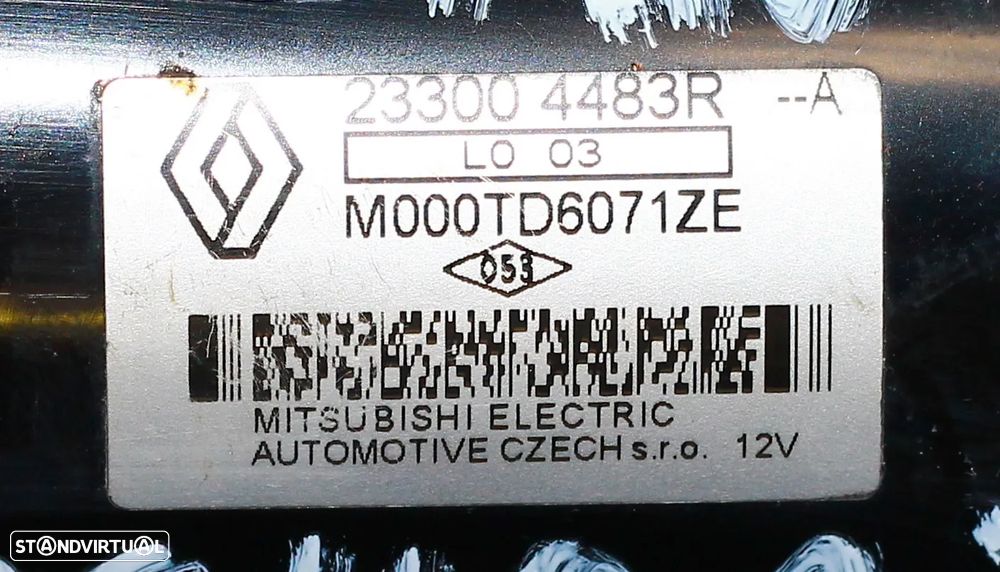 23300 4483R --A
L0 03
M000TD6071ZE
053
MITSUBISHI ELECTRIC
AUTOMOTIVE CZECH s.r.o. 12V
STANDVIRTUAL